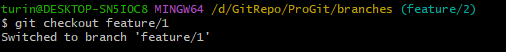 turin@DESKTOP-SN5IOC8 MINGW64 /d/GitRepo/ProGit/branches (feature/2)
$ git checkout feature/1
Switched to branch 'feature/1'